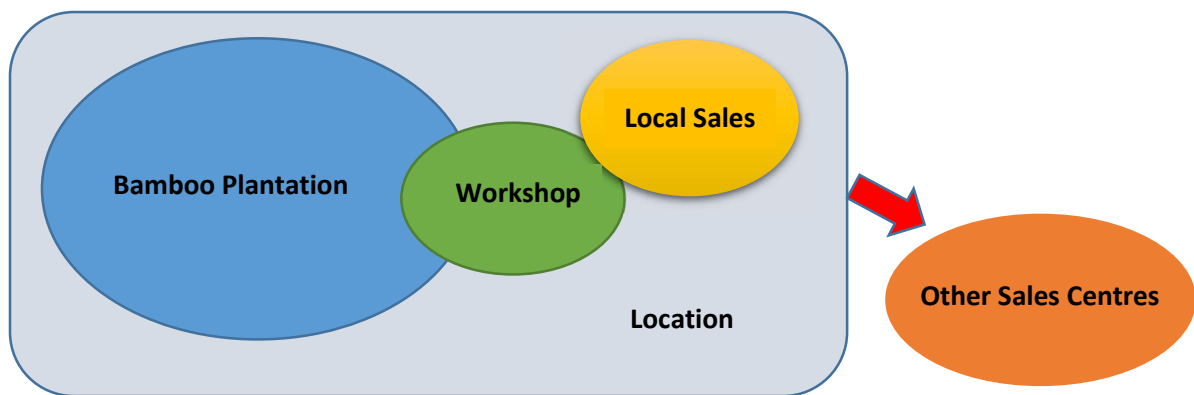 Local Sales
Bamboo Plantation
Workshop
Other Sales Centres
Location